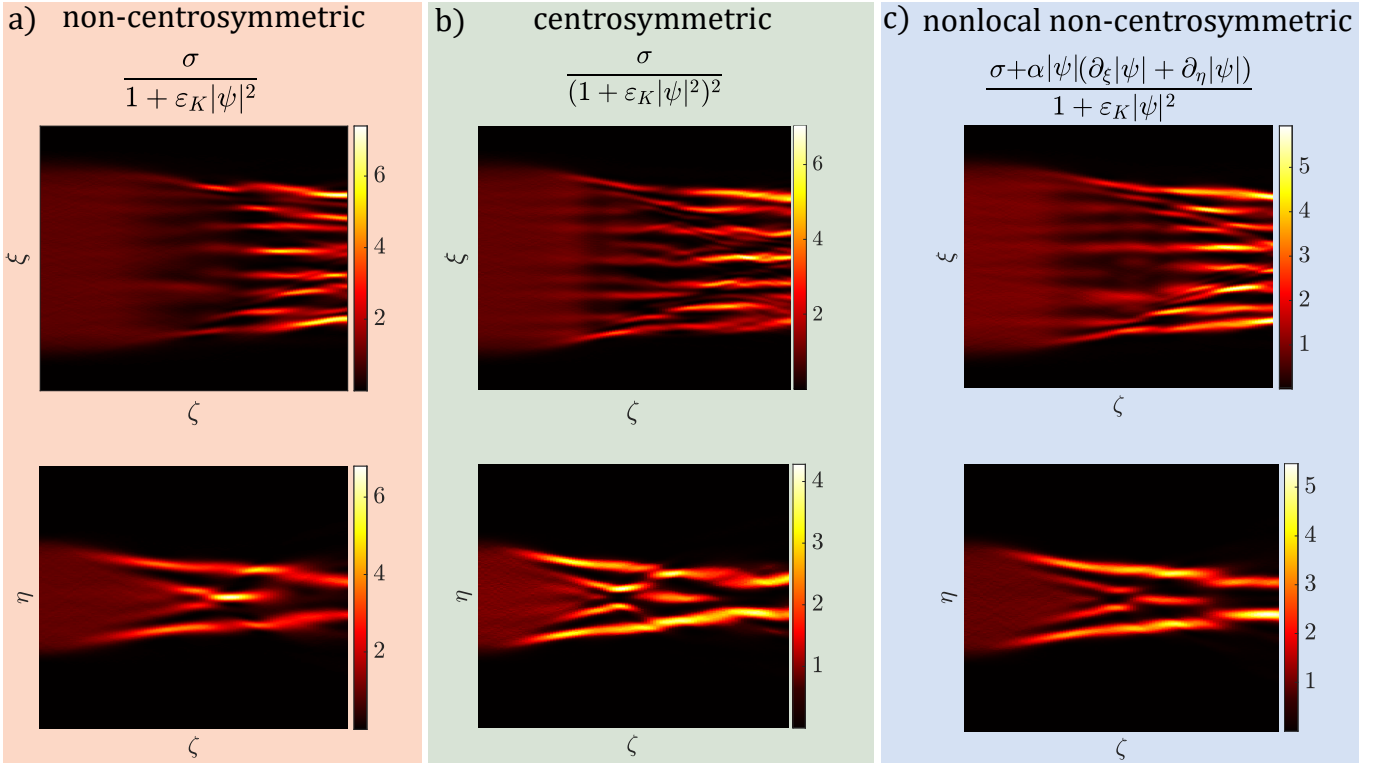 a) non-centrosymmetric
σ
1 + ε_K|ψ|²
6
4
2
ξ
ζ
6
4
2
η
ζ
b) centrosymmetric
σ
(1 + ε_K|ψ|²)²
6
4
2
ξ
ζ
4
3
2
1
η
ζ
c) nonlocal non-centrosymmetric
σ+α|ψ|(∂_ξ|ψ| + ∂_η|ψ|)
1 + ε_K|ψ|²
5
4
3
2
1
ξ
ζ
5
4
3
2
1
η
ζ